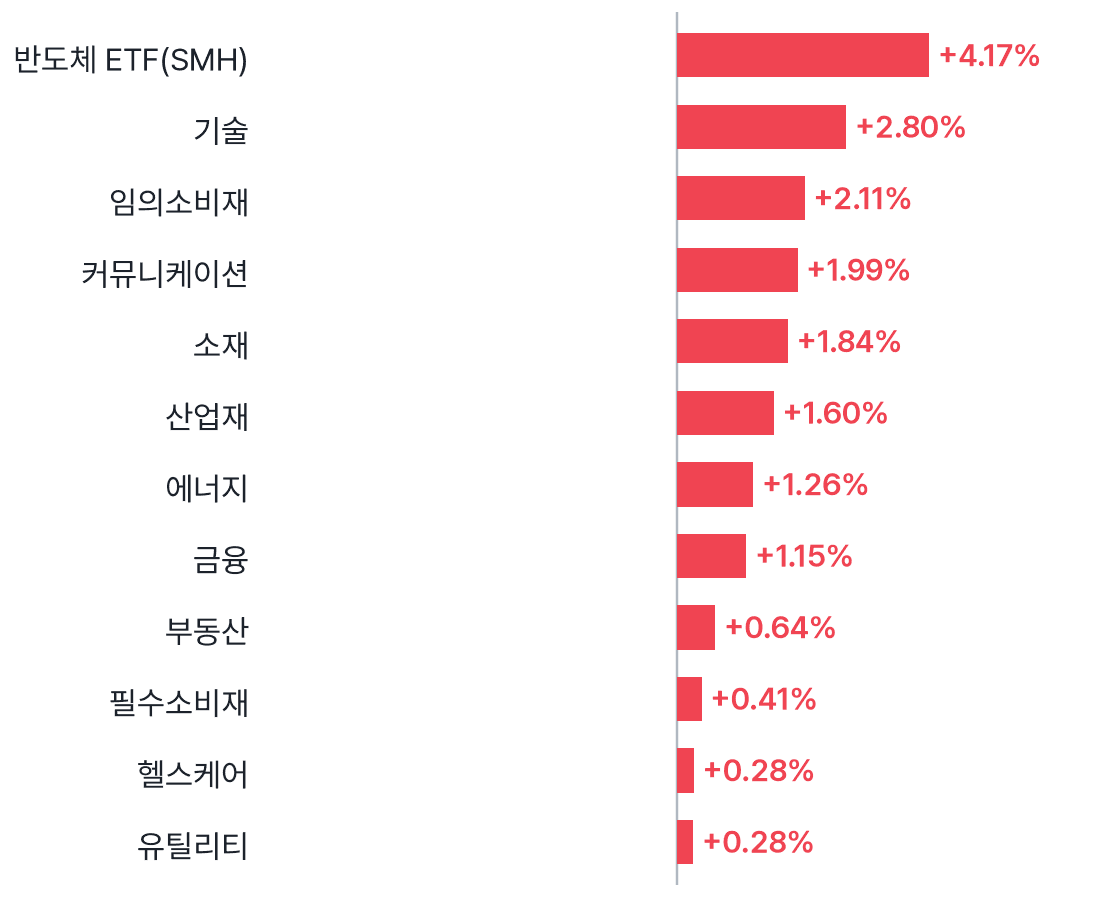 반도체 ETF(SMH) +4.17%
기술 +2.80%
임의소비재 +2.11%
커뮤니케이션 +1.99%
소재 +1.84%
산업재 +1.60%
에너지 +1.26%
금융 +1.15%
부동산 +0.64%
필수소비재 +0.41%
헬스케어 +0.28%
유틸리티 +0.28%